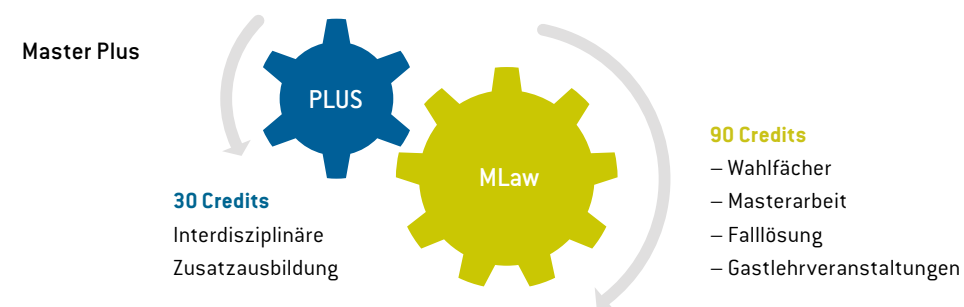 Master Plus
PLUS
MLaw
30 Credits
Interdisziplinäre
Zusatzausbildung
90 Credits
– Wahlfächer
– Masterarbeit
– Falllösung
– Gastlehrveranstaltungen